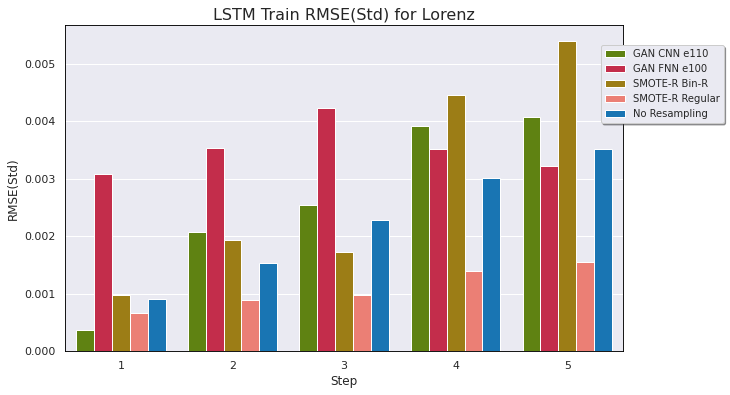 LSTM Train RMSE(Std) for Lorenz
GAN CNN e110
GAN FNN e100
SMOTE-R Bin-R
SMOTE-R Regular
No Resampling
RMSE(Std)
0.005
0.004
0.003
0.002
0.001
0.000
1 2 3 4 5
Step